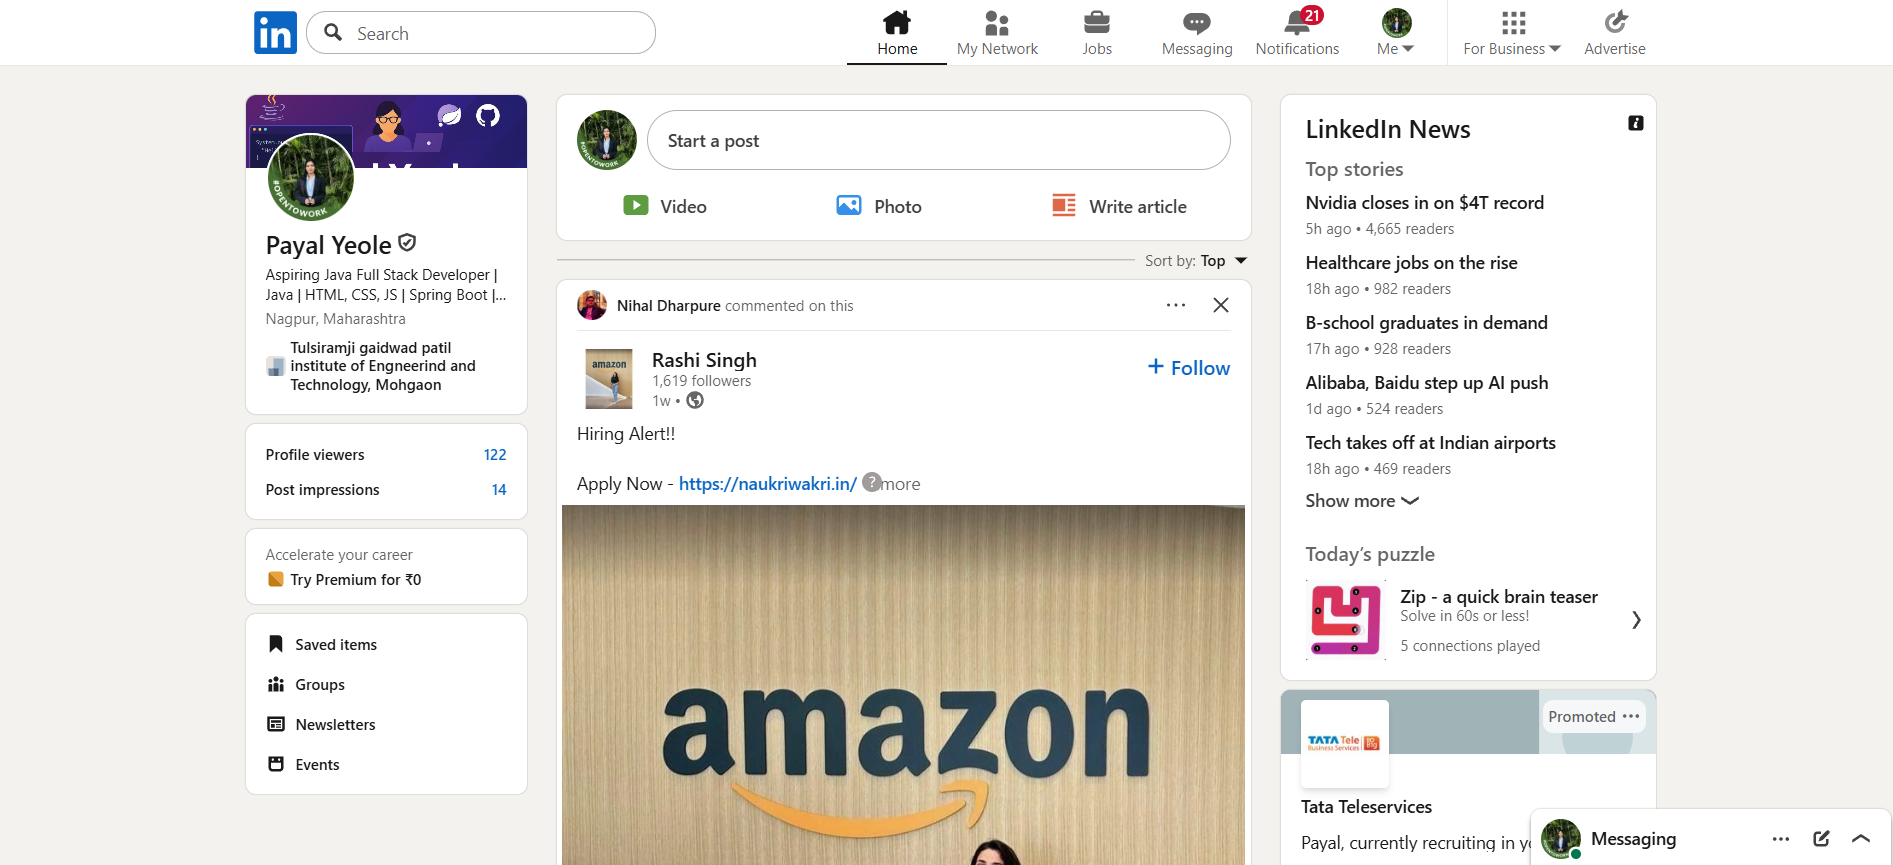 in
Search
Home
My Network
Jobs
Messaging
21
Notifications
Me
For Business
Advertise
#OPENTOWORK
Payal Yeole
Aspiring Java Full Stack Developer |
Java | HTML, CSS, JS | Spring Boot |...
Nagpur, Maharashtra
Tulsiramji gaidwad patil
institute of Engneerind and
Technology, Mohgaon
Profile viewers 122
Post impressions 14
Accelerate your career
Try Premium for ₹0
Saved items
Groups
Newsletters
Events
Start a post
Video
Photo
Write article
Sort by: Top
Nihal Dharpure commented on this
amazon
Rashi Singh
1,619 followers
1w •
+ Follow
Hiring Alert!!
Apply Now - https://naukriwakri.in/ ?more
amazon
LinkedIn News
Top stories
Nvidia closes in on $4T record
5h ago • 4,665 readers
Healthcare jobs on the rise
18h ago • 982 readers
B-school graduates in demand
17h ago • 928 readers
Alibaba, Baidu step up AI push
1d ago • 524 readers
Tech takes off at Indian airports
18h ago • 469 readers
Show more
Today's puzzle
Zip - a quick brain teaser
Solve in 60s or less!
5 connections played
Promoted
TATA Tele
Business Services
Tata Teleservices
Payal, currently recruiting in
Messaging